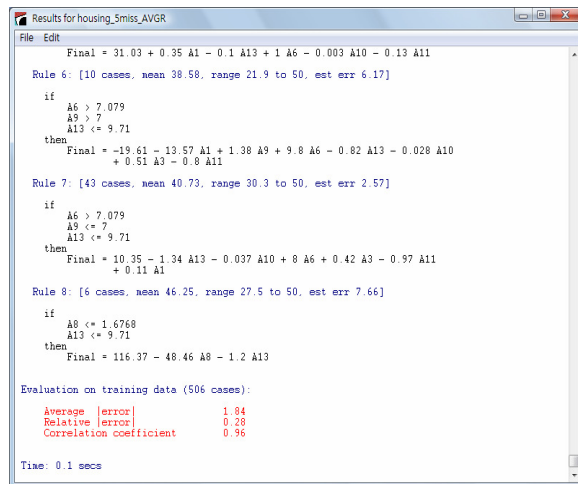 Results for housing_5miss_AVGR
File Edit
Final = 31.03 + 0.35 A1 - 0.1 A13 + 1 A6 - 0.003 A10 - 0.13 A11
Rule 6: [10 cases, mean 38.58, range 21.9 to 50, est err 6.17]
if
A6 > 7.079
A9 > 7
A13 <= 9.71
then
Final = -19.61 - 13.57 A1 + 1.38 A9 + 9.8 A6 - 0.82 A13 - 0.028 A10
+ 0.51 A3 - 0.8 A11
Rule 7: [43 cases, mean 40.73, range 30.3 to 50, est err 2.57]
if
A6 > 7.079
A9 <= 7
A13 <= 9.71
then
Final = 10.35 - 1.34 A13 - 0.037 A10 + 8 A6 + 0.42 A3 - 0.97 A11
+ 0.11 A1
Rule 8: [6 cases, mean 46.25, range 27.5 to 50, est err 7.66]
if
A8 <= 1.6768
A13 <= 9.71
then
Final = 116.37 - 48.46 A8 - 1.2 A13
Evaluation on training data (506 cases):
Average |error| 1.84
Relative |error| 0.28
Correlation coefficient 0.96
Time: 0.1 secs